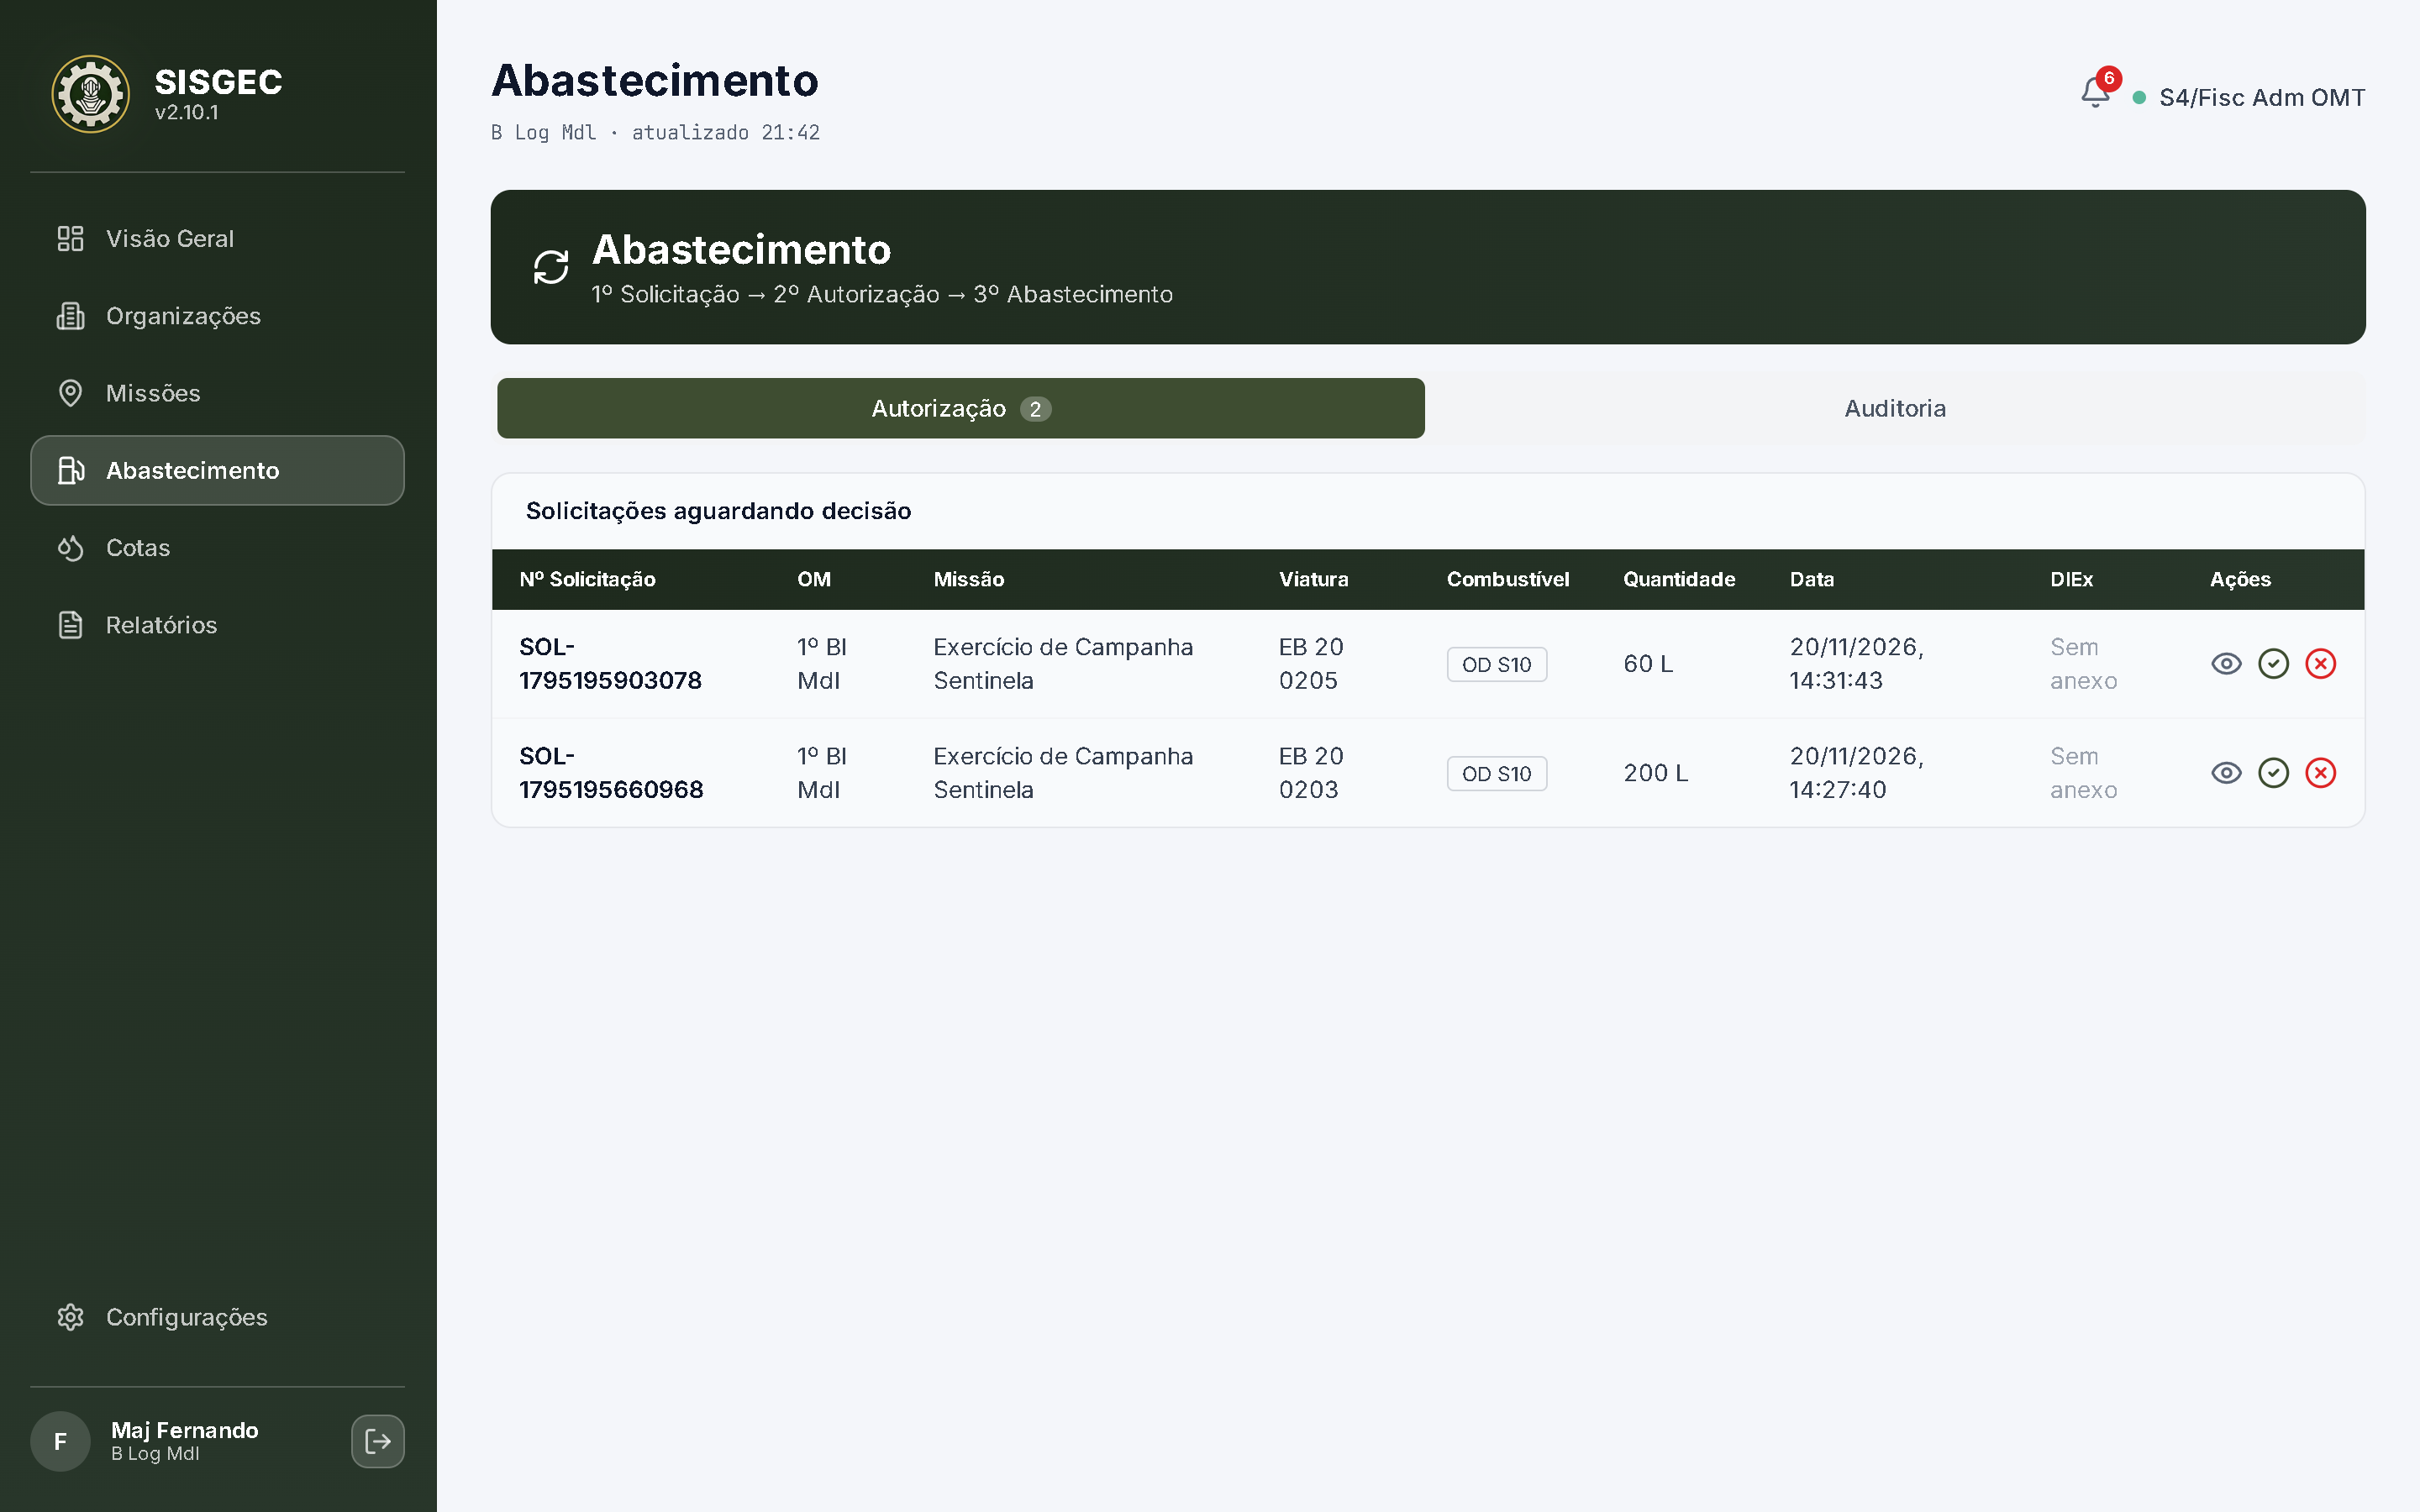 SISGEC
v2.10.1
Visão Geral
Organizações
Missões
Abastecimento
Cotas
Relatórios
Configurações
F
Maj Fernando
B Log Mdl
Abastecimento
B Log Mdl · atualizado 21:42
6
S4/Fisc Adm OMT
Abastecimento
1º Solicitação → 2º Autorização → 3º Abastecimento
Autorização 2
Auditoria
Solicitações aguardando decisão
Nº Solicitação OM Missão Viatura Combustível Quantidade Data DIEx Ações
SOL-
1795195903078
1º BI
Mdl
Exercício de Campanha
Sentinela
EB 20
0205
OD S10
60 L
20/11/2026,
14:31:43
Sem
anexo
SOL-
1795195660968
1º BI
Mdl
Exercício de Campanha
Sentinela
EB 20
0203
OD S10
200 L
20/11/2026,
14:27:40
Sem
anexo